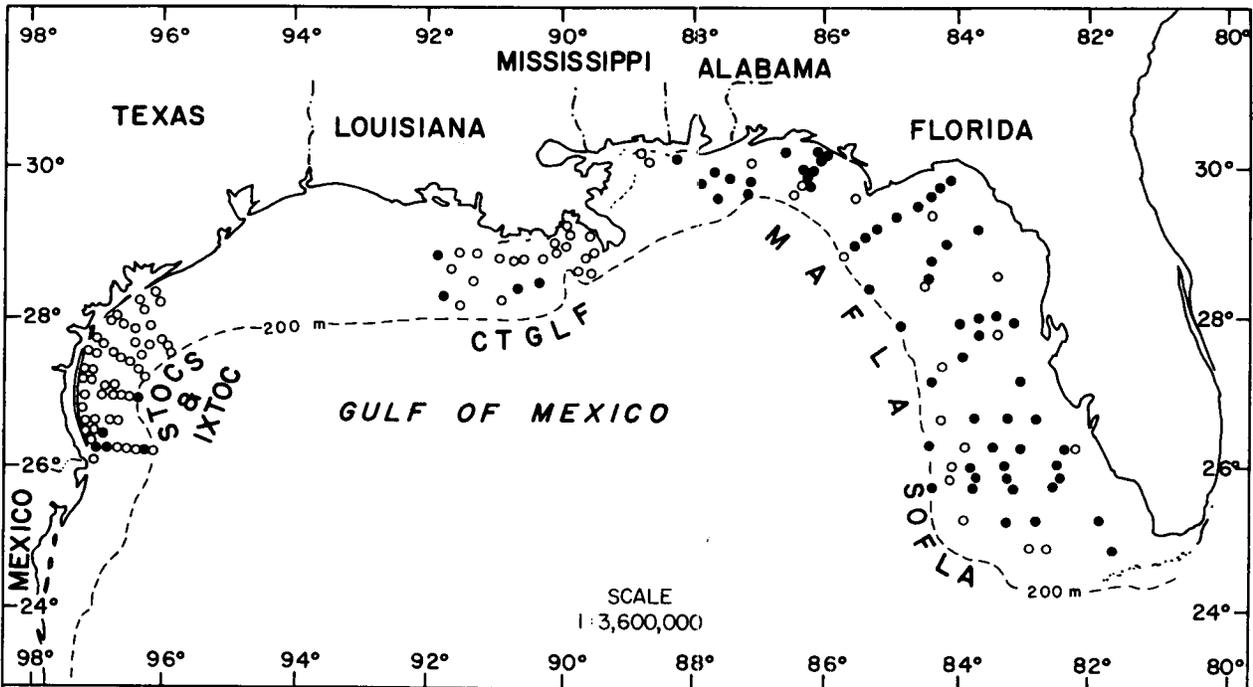 98° 96° 94° 92° 90° 88° 86° 84° 82° 80°
MISSISSIPPI ALABAMA
TEXAS LOUISIANA FLORIDA
30° 30°
MAFLA
28° 28°
200 m
CTGLF
STOCS
&
IXTOC
GULF OF MEXICO
26° 26°
MEXICO
SOFLA
200 m
24° 24°
SCALE
1:3,600,000
98° 96° 94° 92° 90° 88° 86° 84° 82° 80°